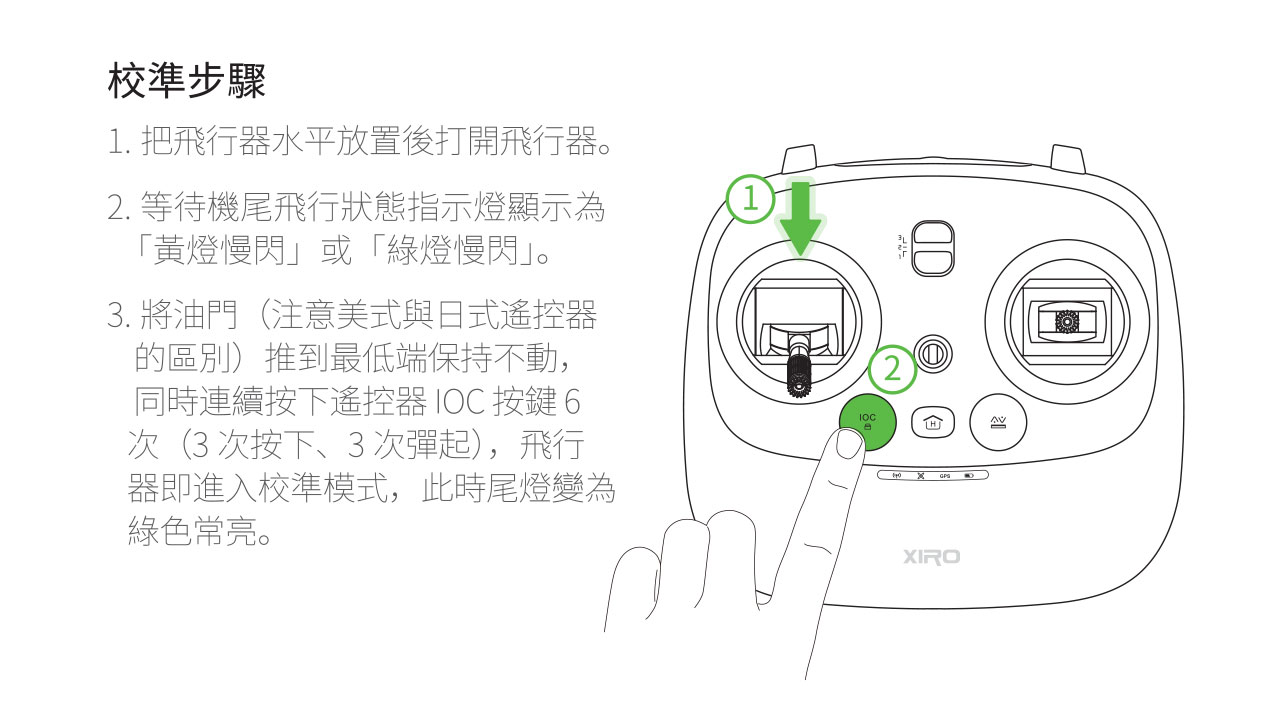 校準步驟
1. 把飛行器水平放置後打開飛行器。
2. 等待機尾飛行狀態指示燈顯示為
「黃燈慢閃」或「綠燈慢閃」。
3. 將油門（注意美式與日式遙控器
的區別）推到最低端保持不動，
同時連續按下遙控器 IOC 按鍵 6
次（3 次按下、3 次彈起），飛行
器即進入校準模式，此時尾燈變為
綠色常亮。
1
3
2
1
2
IOC
H
GPS
XIRO